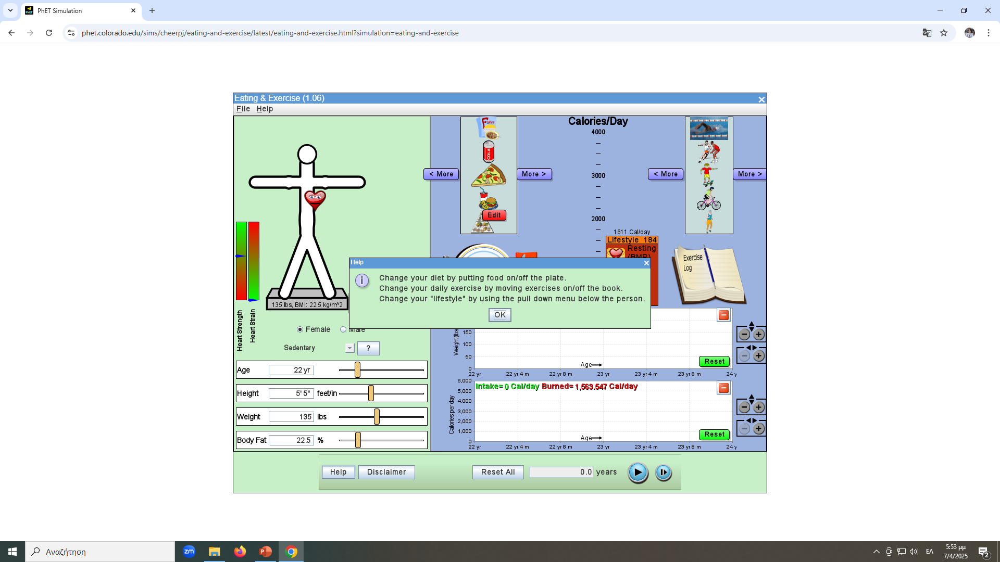 PhET Simulation
phet.colorado.edu/sims/cheerpj/eating-and-exercise/latest/eating-and-exercise.html?simulation=eating-and-exercise
Eating & Exercise (1.06)
File Help
Calories/Day
4000
3000
2000
< More
More >
< More
More >
Flakes
COLA
Edit
1611 Cal/day
Lifestyle 184
Resting
(BMR)
Exercise
Log
Help
Change your diet by putting food on/off the plate.
Change your daily exercise by moving exercises on/off the book.
Change your "lifestyle" by using the pull down menu below the person.
OK
135 lbs, BMI: 22.5 kg/m^2
Heart Strength
Heart Strain
Female Male
Sedentary ?
Age 22 yr
Height 5' 5" feet/in
Weight 135 lbs
Body Fat 22.5 %
Weight (lbs
150
100
50
0
Age
Reset
22 yr 22 yr 4 m 22 yr 8 m 23 yr 23 yr 4 m 23 yr 8 m 24 y
Calories per day
6,000
5,000
4,000
3,000
2,000
1,000
0
Intake= 0 Cal/day Burned= 1,563.547 Cal/day
Age
Reset
22 yr 22 yr 4 m 22 yr 8 m 23 yr 23 yr 4 m 23 yr 8 m 24 y
Help Disclaimer Reset All 0.0 years
Αναζήτηση
zm
P
ΕΛ
5:53 μμ
7/4/2025
2